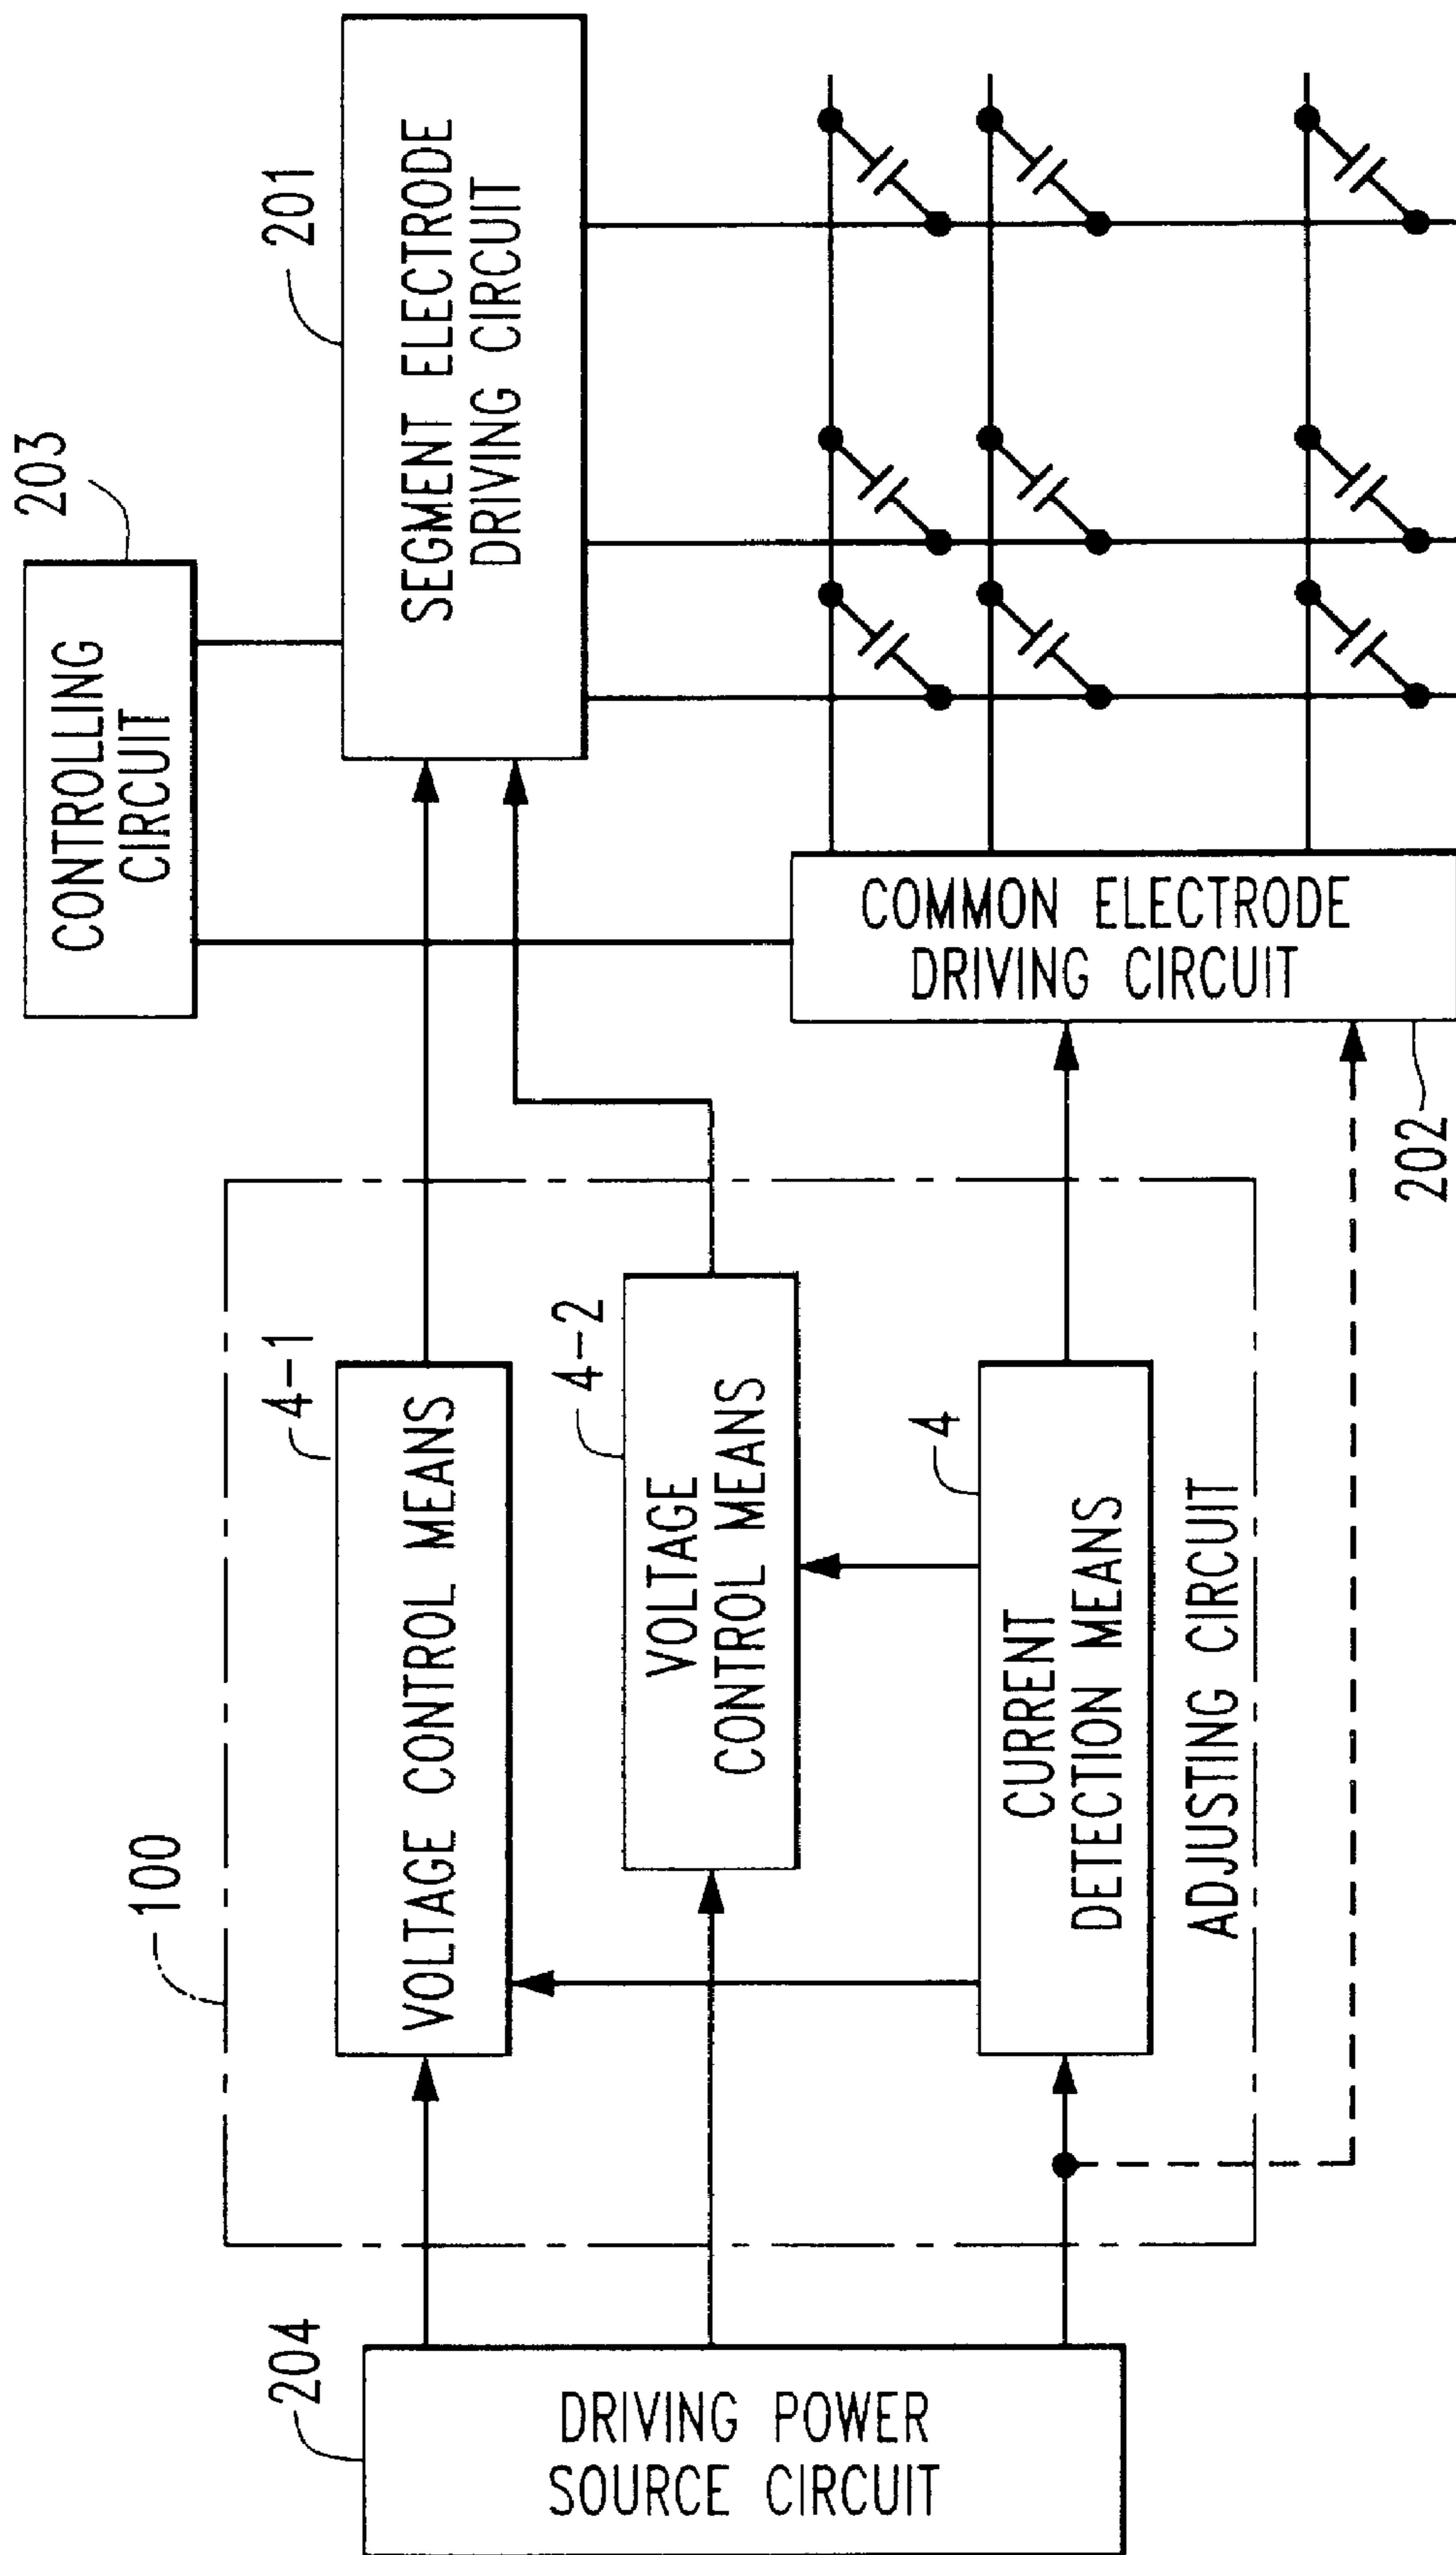 203
CONTROLLING
CIRCUIT
201
SEGMENT ELECTRODE
DRIVING CIRCUIT
COMMON ELECTRODE
DRIVING CIRCUIT
202
100
4-1
VOLTAGE CONTROL MEANS
4-2
VOLTAGE
CONTROL MEANS
4
CURRENT
DETECTION MEANS
ADJUSTING CIRCUIT
204
DRIVING POWER
SOURCE CIRCUIT